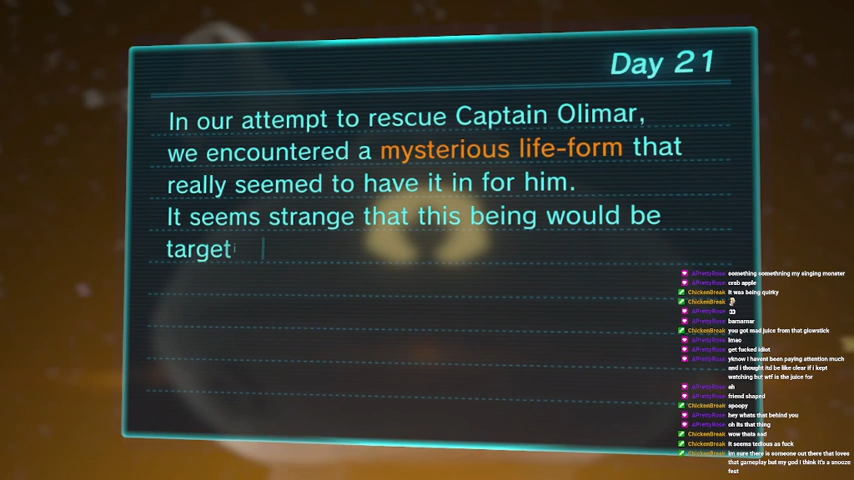 Day 21
In our attempt to rescue Captain Olimar,
we encountered a mysterious life-form that
really seemed to have it in for him.
It seems strange that this being would be
targeti
APrettyRose something somethning my singing monster
APrettyRose crab apple
ChickenBreak It was being quirky
ChickenBreak
APrettyRose
APrettyRose bamamar
ChickenBreak you got mad juice from that glowstick
APrettyRose lmao
APrettyRose get fucked idiot
APrettyRose yknow i havent been paying attention much
and i thought itd be like clear if i kept
watching but wtf is the juice for
APrettyRose oh
APrettyRose friend shaped
ChickenBreak spoopy
APrettyRose hey whats that behind you
APrettyRose oh its that thing
ChickenBreak wow thats sad
ChickenBreak It seems tedious as fuck
ChickenBreak Im sure there is someone out there that loves
that gameplay but my god I think it's a snooze
fest